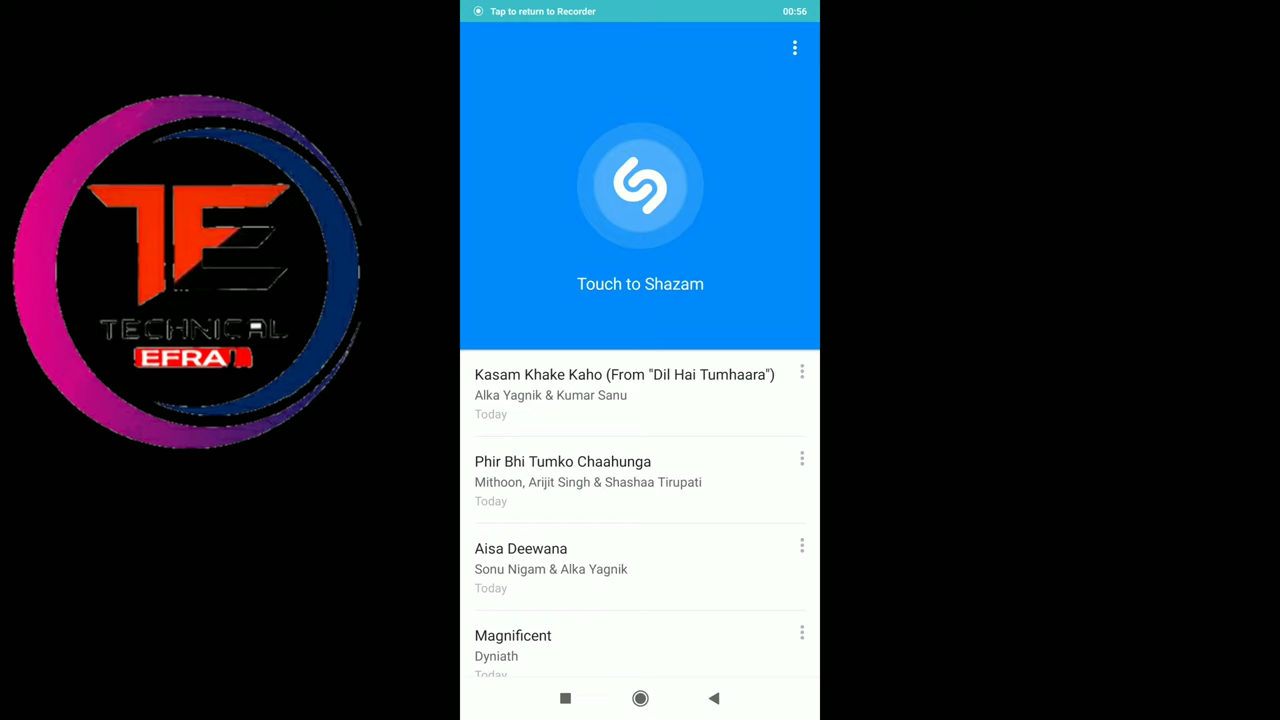 Tap to return to Recorder
00:56
TE
TECHNICAL
EFRA
Touch to Shazam
Kasam Khake Kaho (From "Dil Hai Tumhaara")
Alka Yagnik & Kumar Sanu
Today
Phir Bhi Tumko Chaahunga
Mithoon, Arijit Singh & Shashaa Tirupati
Today
Aisa Deewana
Sonu Nigam & Alka Yagnik
Today
Magnificent
Dyniath
Today